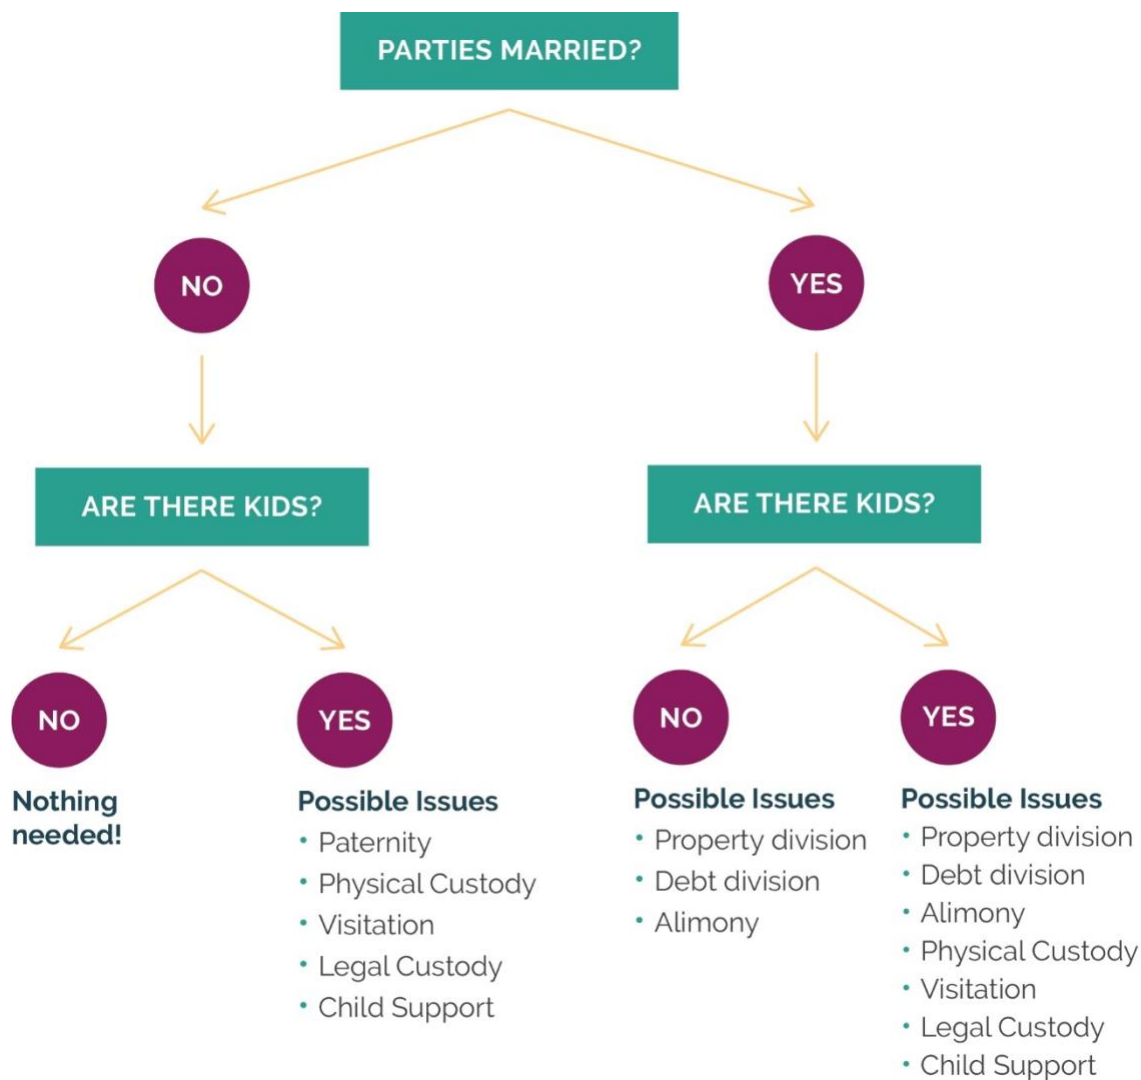 PARTIES MARRIED?
NO
YES
ARE THERE KIDS?
ARE THERE KIDS?
NO
Nothing
needed!
YES
Possible Issues
• Paternity
• Physical Custody
• Visitation
• Legal Custody
• Child Support
NO
Possible Issues
• Property division
• Debt division
• Alimony
YES
Possible Issues
• Property division
• Debt division
• Alimony
• Physical Custody
• Visitation
• Legal Custody
• Child Support